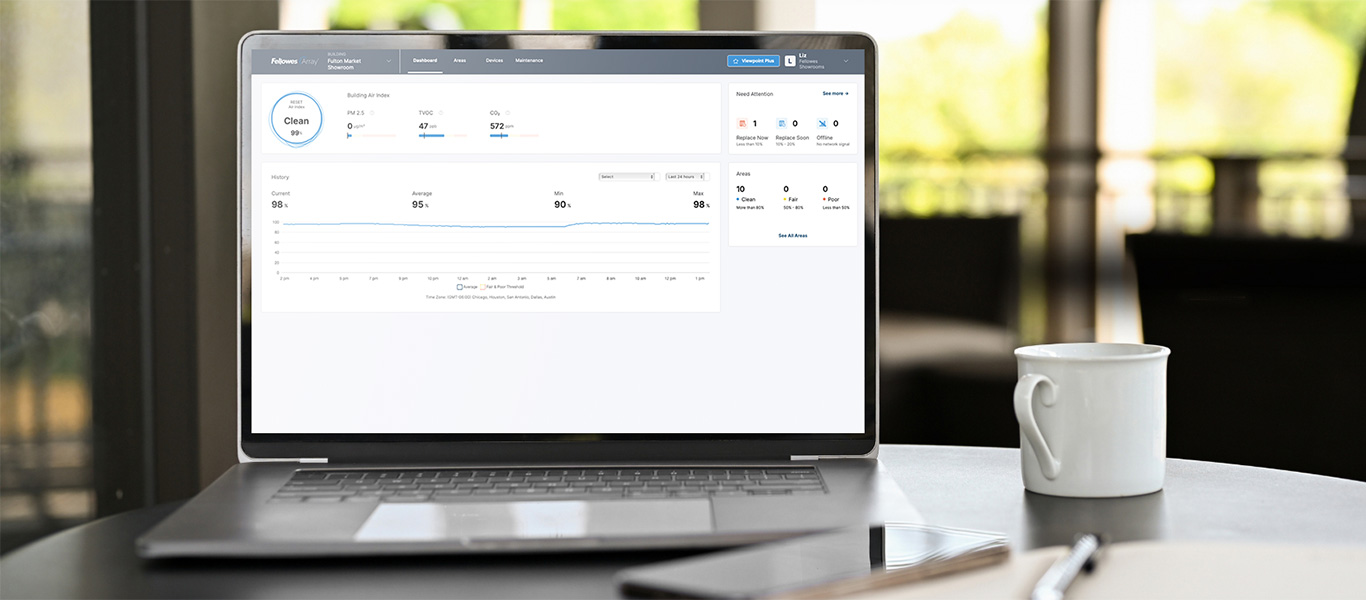 Fellowes Array
BUILDING
Fulton Market
Showroom
Dashboard
Areas
Devices
Maintenance
Viewpoint Plus
L
Liz
Fellowes
Showrooms
RESET
Air Index
Clean
99%
Building Air Index
PM 2.5
0 µg/m³
TVOC
47 ppb
CO₂
572 ppm
Need Attention
See more
1
Replace Now
Less than 10%
0
Replace Soon
10% - 20%
0
Offline
No network signal
History
Select
Last 24 hours
Current
98 %
Average
95 %
Min
90 %
Max
98 %
100
80
60
40
20
0
2 pm 4 pm 6 pm 7 pm 8 pm 10 pm 12 am 2 am 3 am 5 am 7 am 8 am 10 am 12 pm 1 pm
Average Fair & Poor Threshold
Time Zone: (GMT-06:00) Chicago, Houston, San Antonio, Dallas, Austin
Areas
10
Clean
More than 80%
0
Fair
50% - 80%
0
Poor
Less than 50%
See All Areas